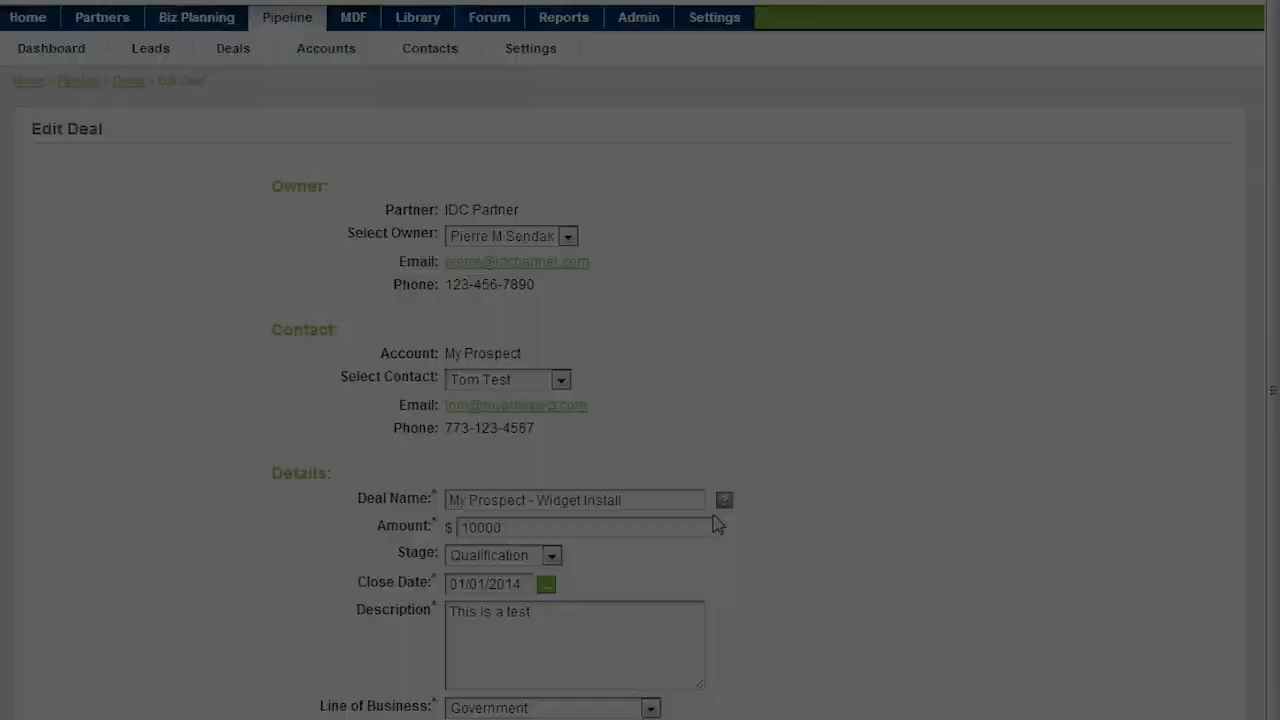 Home Partners Biz Planning Pipeline MDF Library Forum Reports Admin Settings
Dashboard Leads Deals Accounts Contacts Settings
Home > Pipeline > Deals > Edit Deal
Edit Deal
Owner:
Partner: IDC Partner
Select Owner: Pierre M Sendak
Email: pierre@idcpartner.com
Phone: 123-456-7890
Contact:
Account: My Prospect
Select Contact: Tom Test
Email: tom@myprospect.com
Phone: 773-123-4567
Details:
Deal Name:* My Prospect - Widget Install ?
Amount:* $ 10000
Stage: Qualification
Close Date:* 01/01/2014 ...
Description* This is a test
Line of Business:* Government